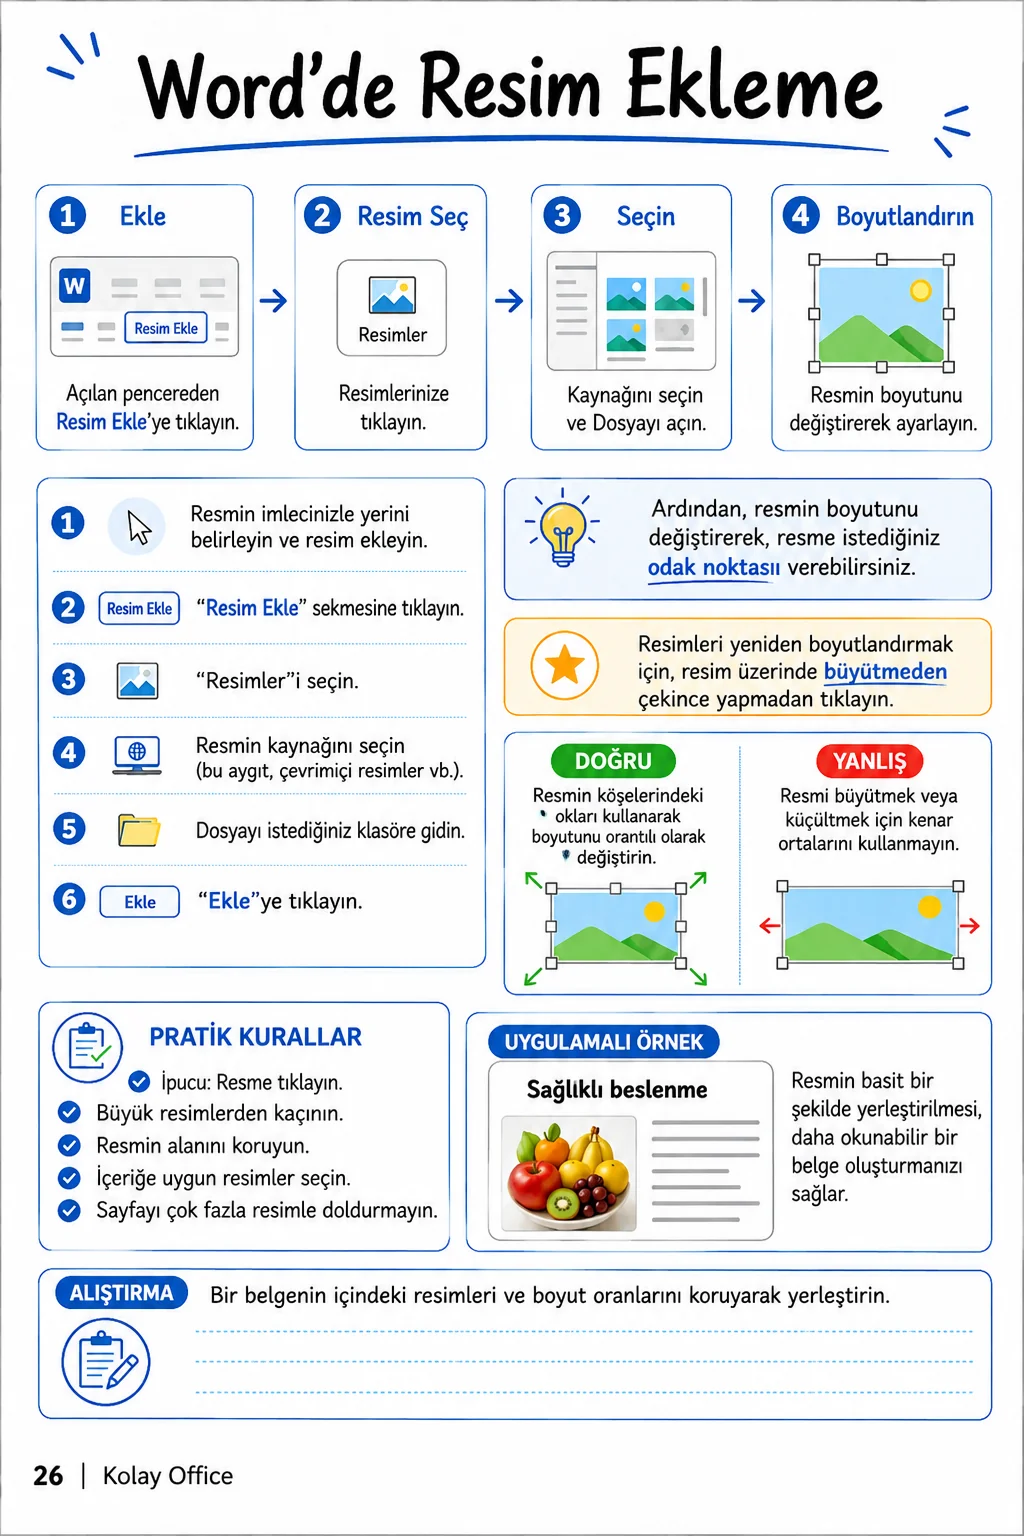 Word’de Resim Ekleme
1 Ekle
W
Resim Ekle
Açılan pencereden
Resim Ekle’ye tıklayın.
2 Resim Seç
Resimler
Resimlerinize
tıklayın.
3 Seçin
Kaynağını seçin
ve Dosyayı açın.
4 Boyutlandırın
Resmin boyutunu
değiştirerek ayarlayın.
1 Resmin imlecinizle yerini
belirleyin ve resim ekleyin.
2 Resim Ekle “Resim Ekle” sekmesine tıklayın.
3 “Resimler”i seçin.
4 Resmin kaynağını seçin
(bu aygıt, çevrimiçi resimler vb.).
5 Dosyayı istediğiniz klasöre gidin.
6 Ekle “Ekle”ye tıklayın.
Ardından, resmin boyutunu
değiştirerek, resme istediğiniz
odak noktası verebilirsiniz.
Resimleri yeniden boyutlandırmak
için, resim üzerinde büyütmeden
çekince yapmadan tıklayın.
DOĞRU
Resmin köşelerindeki
okları kullanarak
boyutunu orantılı olarak
değiştirin.
YANLIŞ
Resmi büyütmek veya
küçültmek için kenar
ortalarını kullanmayın.
PRATİK KURALLAR
İpucu: Resme tıklayın.
Büyük resimlerden kaçının.
Resmin alanını koruyun.
İçeriğe uygun resimler seçin.
Sayfayı çok fazla resimle doldurmayın.
UYGULAMALI ÖRNEK
Sağlıklı beslenme
Resmin basit bir
şekilde yerleştirilmesi,
daha okunabilir bir
belge oluşturmanızı
sağlar.
ALIŞTIRMA
Bir belgenin içindeki resimleri ve boyut oranlarını koruyarak yerleştirin.
26 | Kolay Office